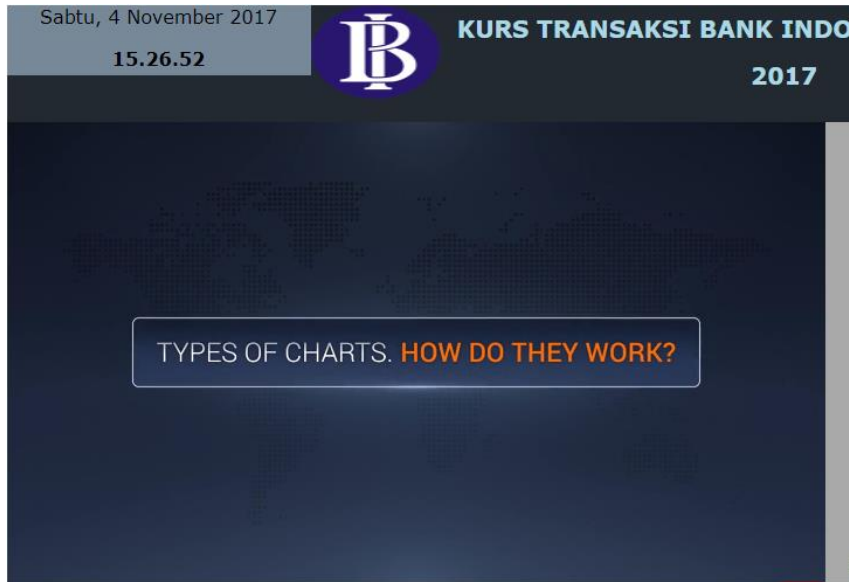 Sabtu, 4 November 2017
15.26.52
KURS TRANSAKSI BANK INDO
2017
TYPES OF CHARTS. HOW DO THEY WORK?